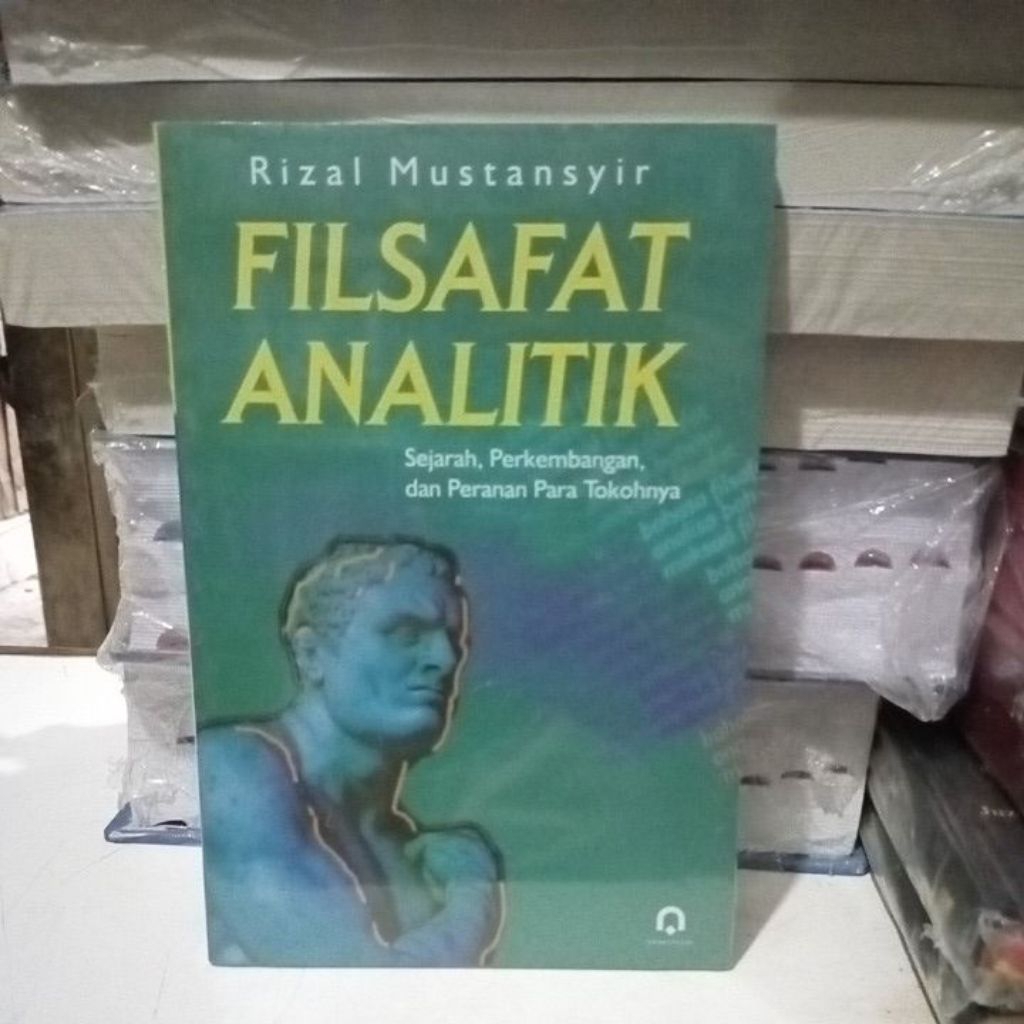 Rizal Mustansyir
FILSAFAT
ANALITIK
Sejarah, Perkembangan,
dan Peranan Para Tokohnya